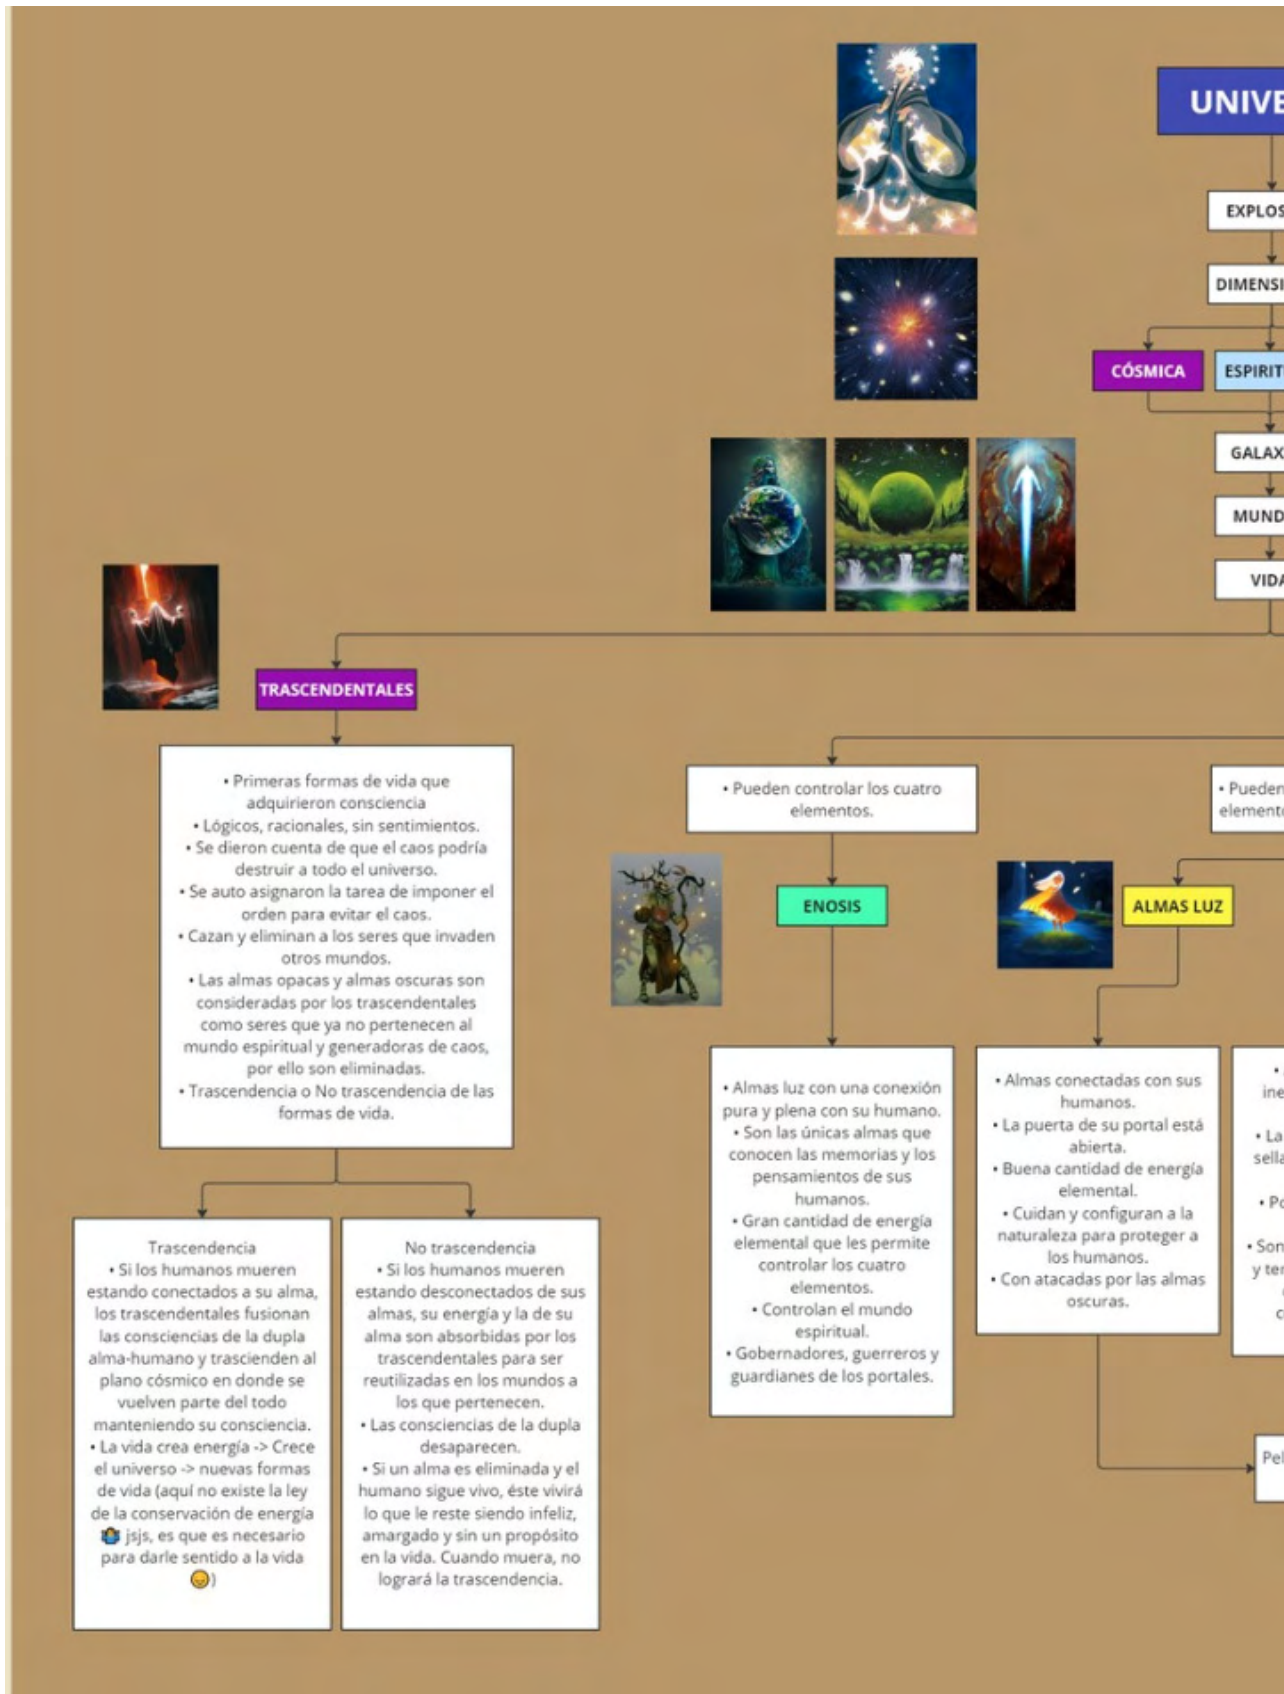 UNIVE
EXPLOS
DIMENSI
CÓSMICA
ESPIRIT
GALAX
MUND
VIDA
TRASCENDENTALES
• Primeras formas de vida que
adquirieron consciencia
• Lógicos, racionales, sin sentimientos.
• Se dieron cuenta de que el caos podría
destruir a todo el universo.
• Se auto asignaron la tarea de imponer el
orden para evitar el caos.
• Cazan y eliminan a los seres que invaden
otros mundos.
• Las almas opacas y almas oscuras son
consideradas por los trascendentales
como seres que ya no pertenecen al
mundo espiritual y generadoras de caos,
por ello son eliminadas.
• Trascendencia o No trascendencia de las
formas de vida.
Trascendencia
• Si los humanos mueren
estando conectados a su alma,
los trascendentales fusionan
las consciencias de la dupla
alma-humano y trascienden al
plano cósmico en donde se
vuelven parte del todo
manteniendo su consciencia.
• La vida crea energía -> Crece
el universo -> nuevas formas
de vida (aquí no existe la ley
de la conservación de energía
🤷 jsjs, es que es necesario
para darle sentido a la vida
😔)
No trascendencia
• Si los humanos mueren
estando desconectados de sus
almas, su energía y la de su
alma son absorbidas por los
trascendentales para ser
reutilizadas en los mundos a
los que pertenecen.
• Las consciencias de la dupla
desaparecen.
• Si un alma es eliminada y el
humano sigue vivo, éste vivirá
lo que le reste siendo infeliz,
amargado y sin un propósito
en la vida. Cuando muera, no
logrará la trascendencia.
• Pueden controlar los cuatro
elementos.
ENOSIS
• Almas luz con una conexión
pura y plena con su humano.
• Son las únicas almas que
conocen las memorias y los
pensamientos de sus
humanos.
• Gran cantidad de energía
elemental que les permite
controlar los cuatro
elementos.
• Controlan el mundo
espiritual.
• Gobernadores, guerreros y
guardianes de los portales.
• Pueden
elemento
ALMAS LUZ
• Almas conectadas con sus
humanos.
• La puerta de su portal está
abierta.
• Buena cantidad de energía
elemental.
• Cuidan y configuran a la
naturaleza para proteger a
los humanos.
• Con atacadas por las almas
oscuras.
ine
• La
sella
• Po
• Son
y ter
c
Pel